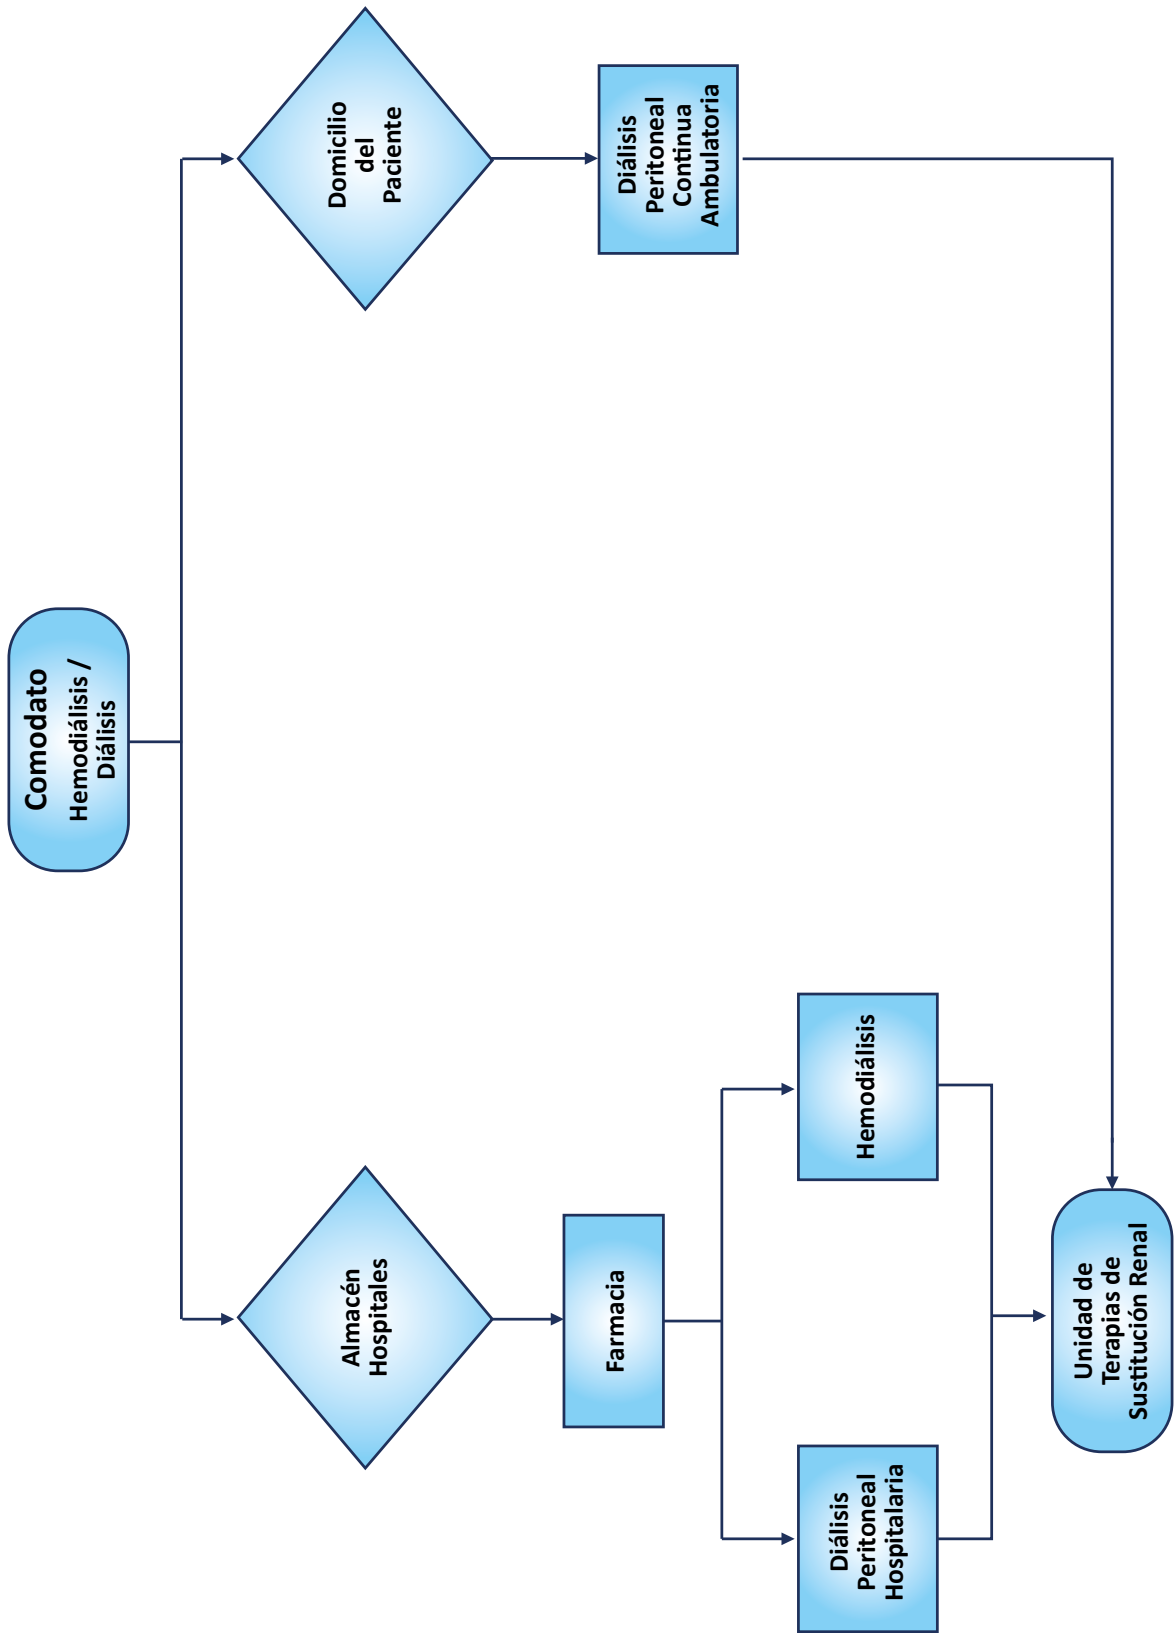 Comodato
Hemodiálisis /
Diálisis
Almacén
Hospitales
Domicilio
del
Paciente
Farmacia
Diálisis
Peritoneal
Continua
Ambulatoria
Diálisis
Peritoneal
Hospitalaria
Hemodiálisis
Unidad de
Terapias de
Sustitución Renal